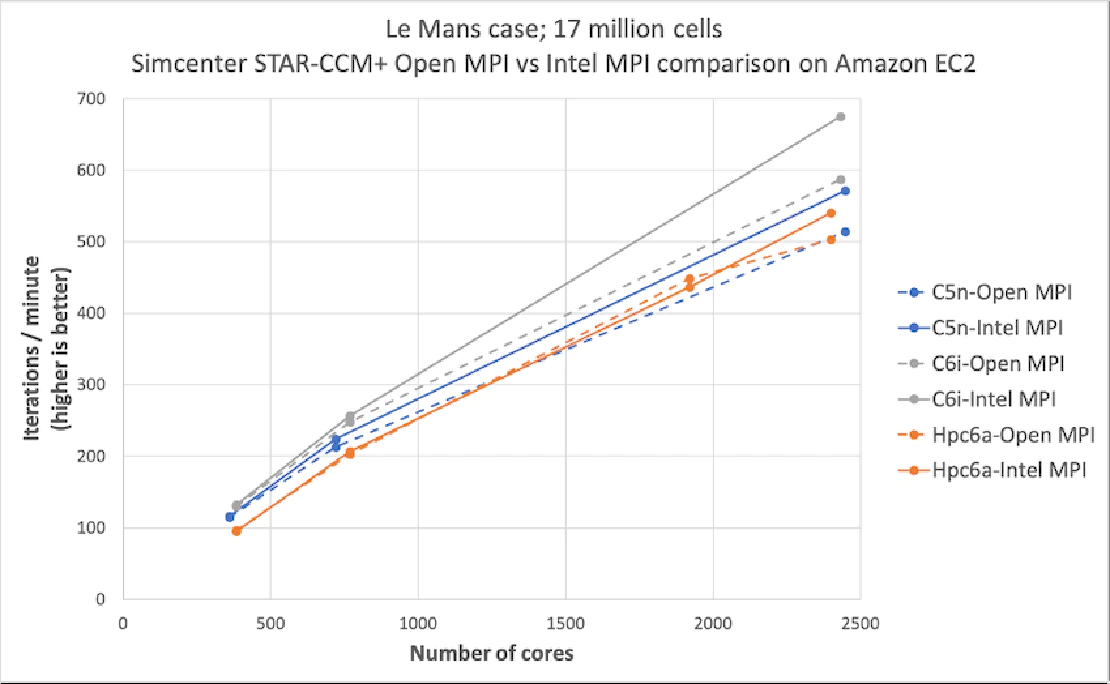 Le Mans case; 17 million cells
Simcenter STAR-CCM+ Open MPI vs Intel MPI comparison on Amazon EC2
700
600
500
400
300
200
100
0
Iterations / minute
(higher is better)
0
500
1000
1500
2000
2500
Number of cores
C5n-Open MPI
C5n-Intel MPI
C6i-Open MPI
C6i-Intel MPI
Hpc6a-Open MPI
Hpc6a-Intel MPI